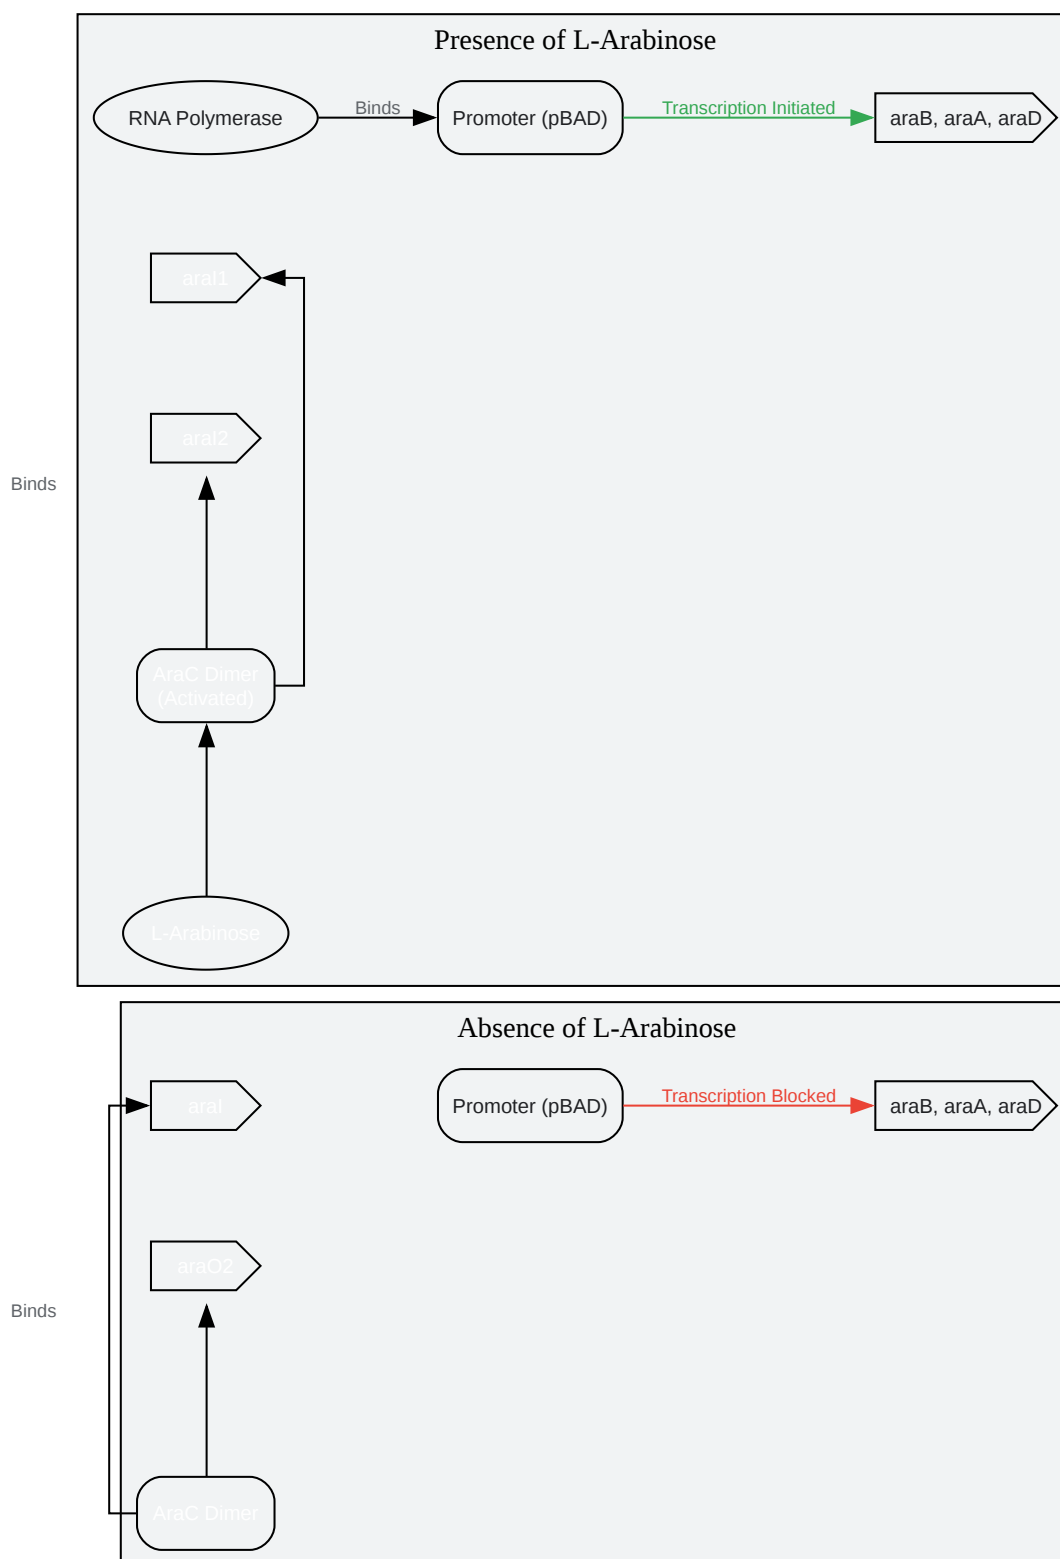 Presence of L-Arabinose
RNA Polymerase
Binds
Promoter (pBAD)
Transcription Initiated
araB, araA, araD
araI1
araI2
Binds
AraC Dimer
(Activated)
L-Arabinose
Absence of L-Arabinose
araI
Promoter (pBAD)
Transcription Blocked
araB, araA, araD
araO2
Binds
AraC Dimer